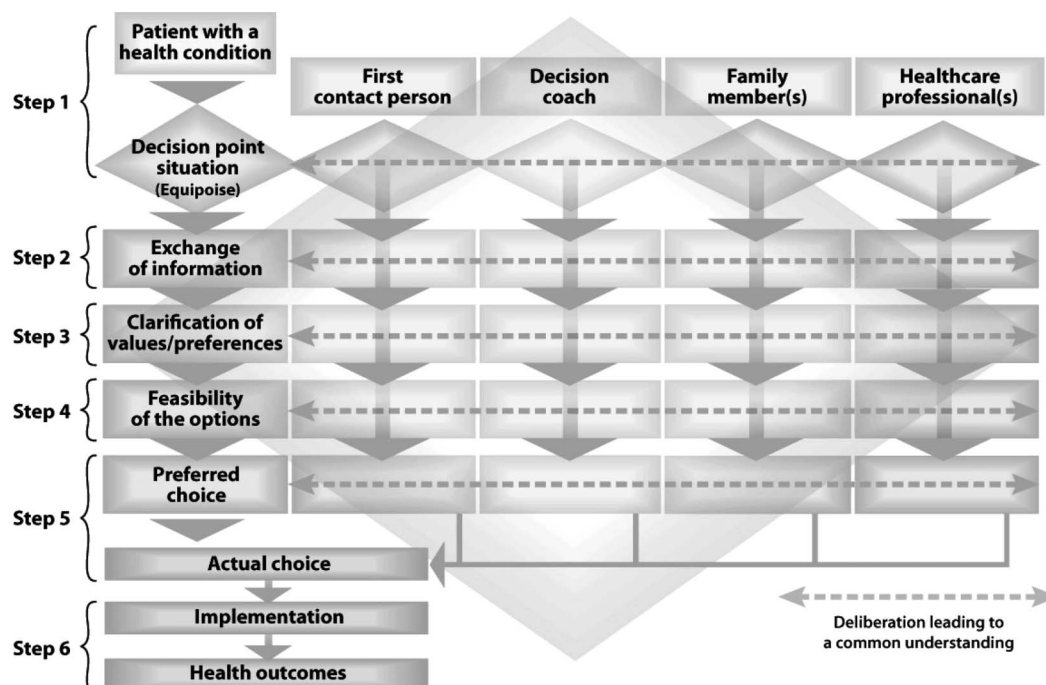 Patient with a
health condition
Step 1
First
contact person
Decision
coach
Family
member(s)
Healthcare
professional(s)
Decision point
situation
(Equipoise)
Step 2
Exchange
of information
Step 3
Clarification of
values/preferences
Step 4
Feasibility
of the options
Step 5
Preferred
choice
Actual choice
Step 6
Implementation
Health outcomes
Deliberation leading to
a common understanding